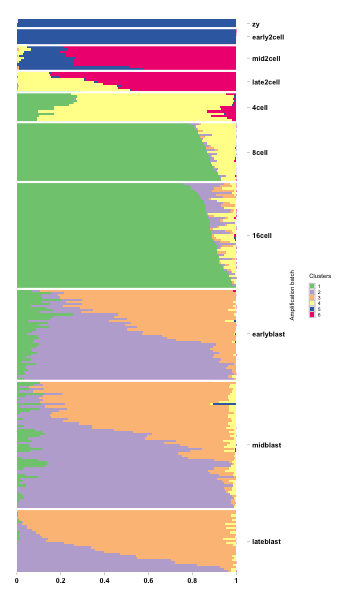 zy
early2cell
mid2cell
late2cell
4cell
8cell
16cell
earlyblast
midblast
lateblast
Amplification batch
Clusters
1
2
3
4
5
6
0 0.2 0.4 0.6 0.8 1